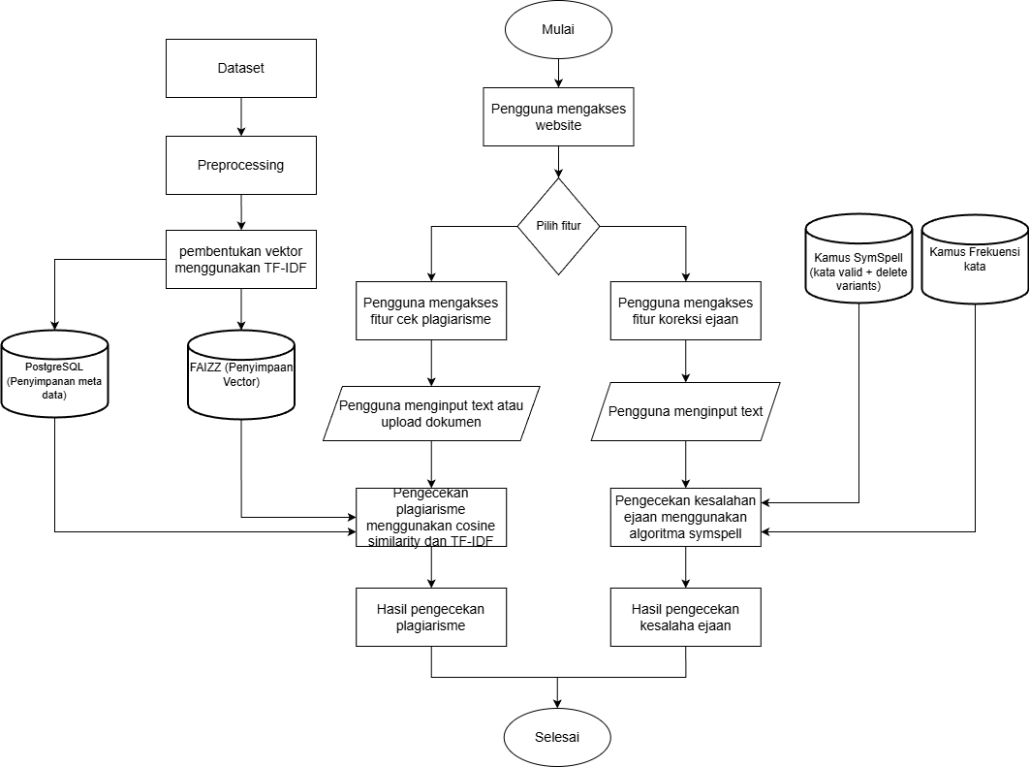 Mulai
Dataset
Pengguna mengakses
website
Preprocessing
Pilih fitur
pembentukan vektor
menggunakan TF-IDF
Kamus SymSpell
(kata valid + delete
variants)
Kamus Frekuensi
kata
Pengguna mengakses
fitur cek plagiarisme
Pengguna mengakses
fitur koreksi ejaan
PostgreSQL
(Penyimpanan meta
data)
FAIZZ (Penyimpaan
Vector)
Pengguna menginput text atau
upload dokumen
Pengguna menginput text
Pengecekan
plagiarisme
menggunakan cosine
similarity dan TF-IDF
Pengecekan kesalahan
ejaan menggunakan
algoritma symspell
Hasil pengecekan
plagiarisme
Hasil pengecekan
kesalaha ejaan
Selesai